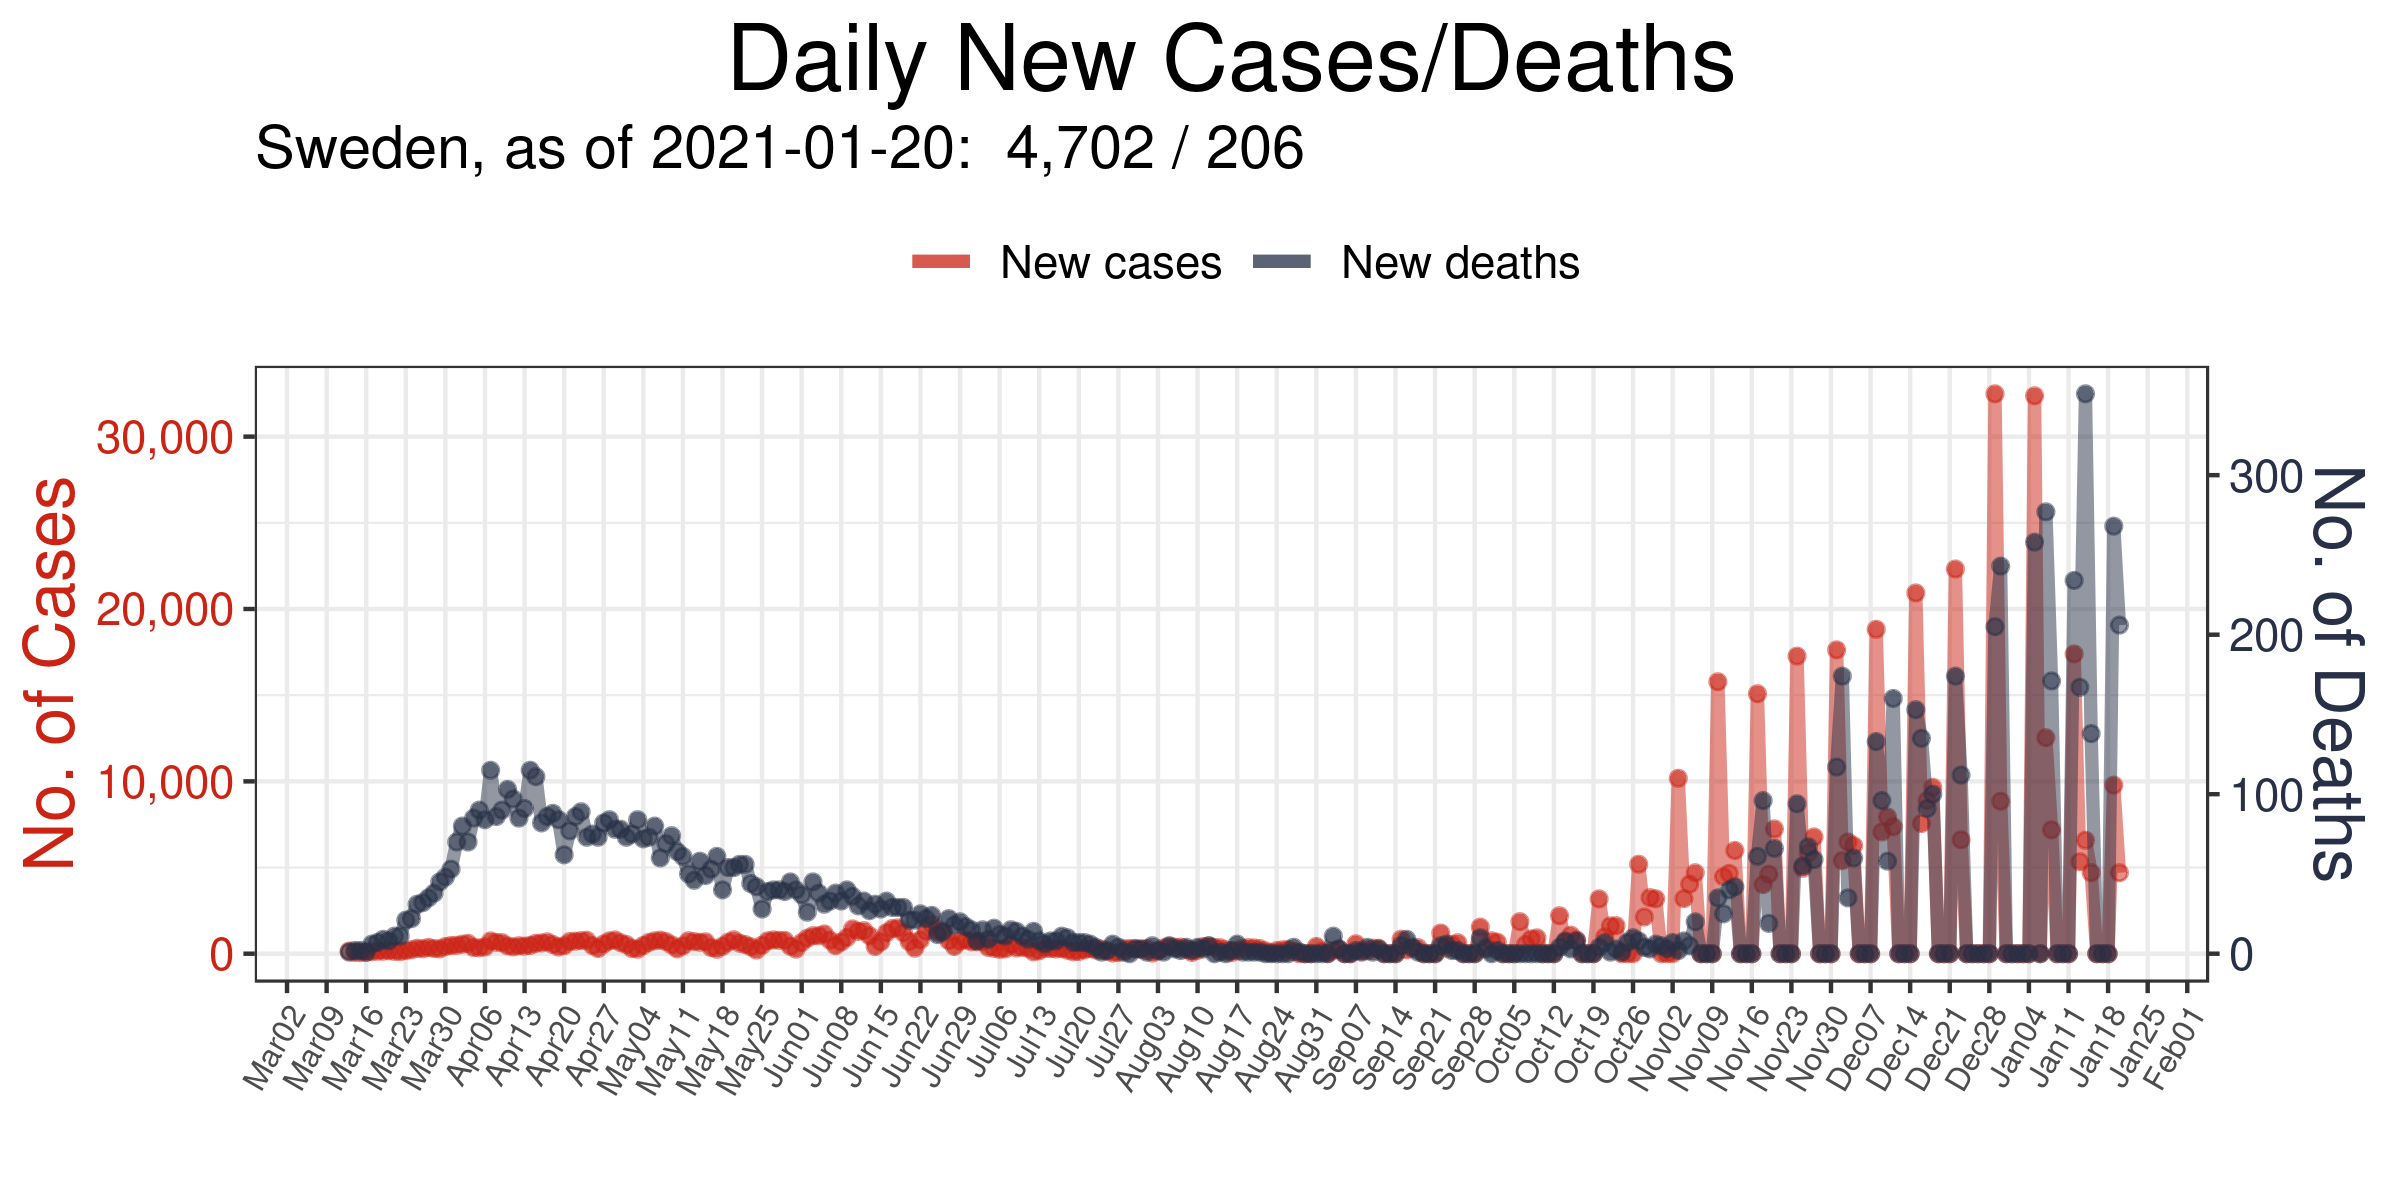 Daily New Cases/Deaths
Sweden, as of 2021-01-20:  4,702 / 206
New cases New deaths
No. of Cases
30,000
20,000
10,000
0
300
200
100
0
No. of Deaths
Mar02 Mar09 Mar16 Mar23 Mar30 Apr06 Apr13 Apr20 Apr27 May04 May11 May18 May25 Jun01 Jun08 Jun15 Jun22 Jun29 Jul06 Jul13 Jul20 Jul27 Aug03 Aug10 Aug17 Aug24 Aug31 Sep07 Sep14 Sep21 Sep28 Oct05 Oct12 Oct19 Oct26 Nov02 Nov09 Nov16 Nov23 Nov30 Dec07 Dec14 Dec21 Dec28 Jan04 Jan11 Jan18 Jan25 Feb01